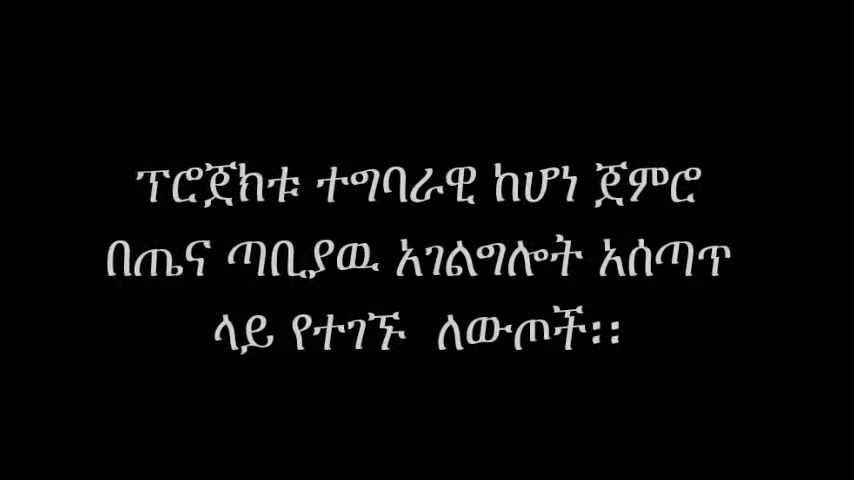 ፕሮጀክቱ ተግባራዊ ከሆነ ጀምሮ
በጤና ጣቢያዉ አገልግሎት አሰጣጥ
ላይ የተገኙ ለውጦች፡፡